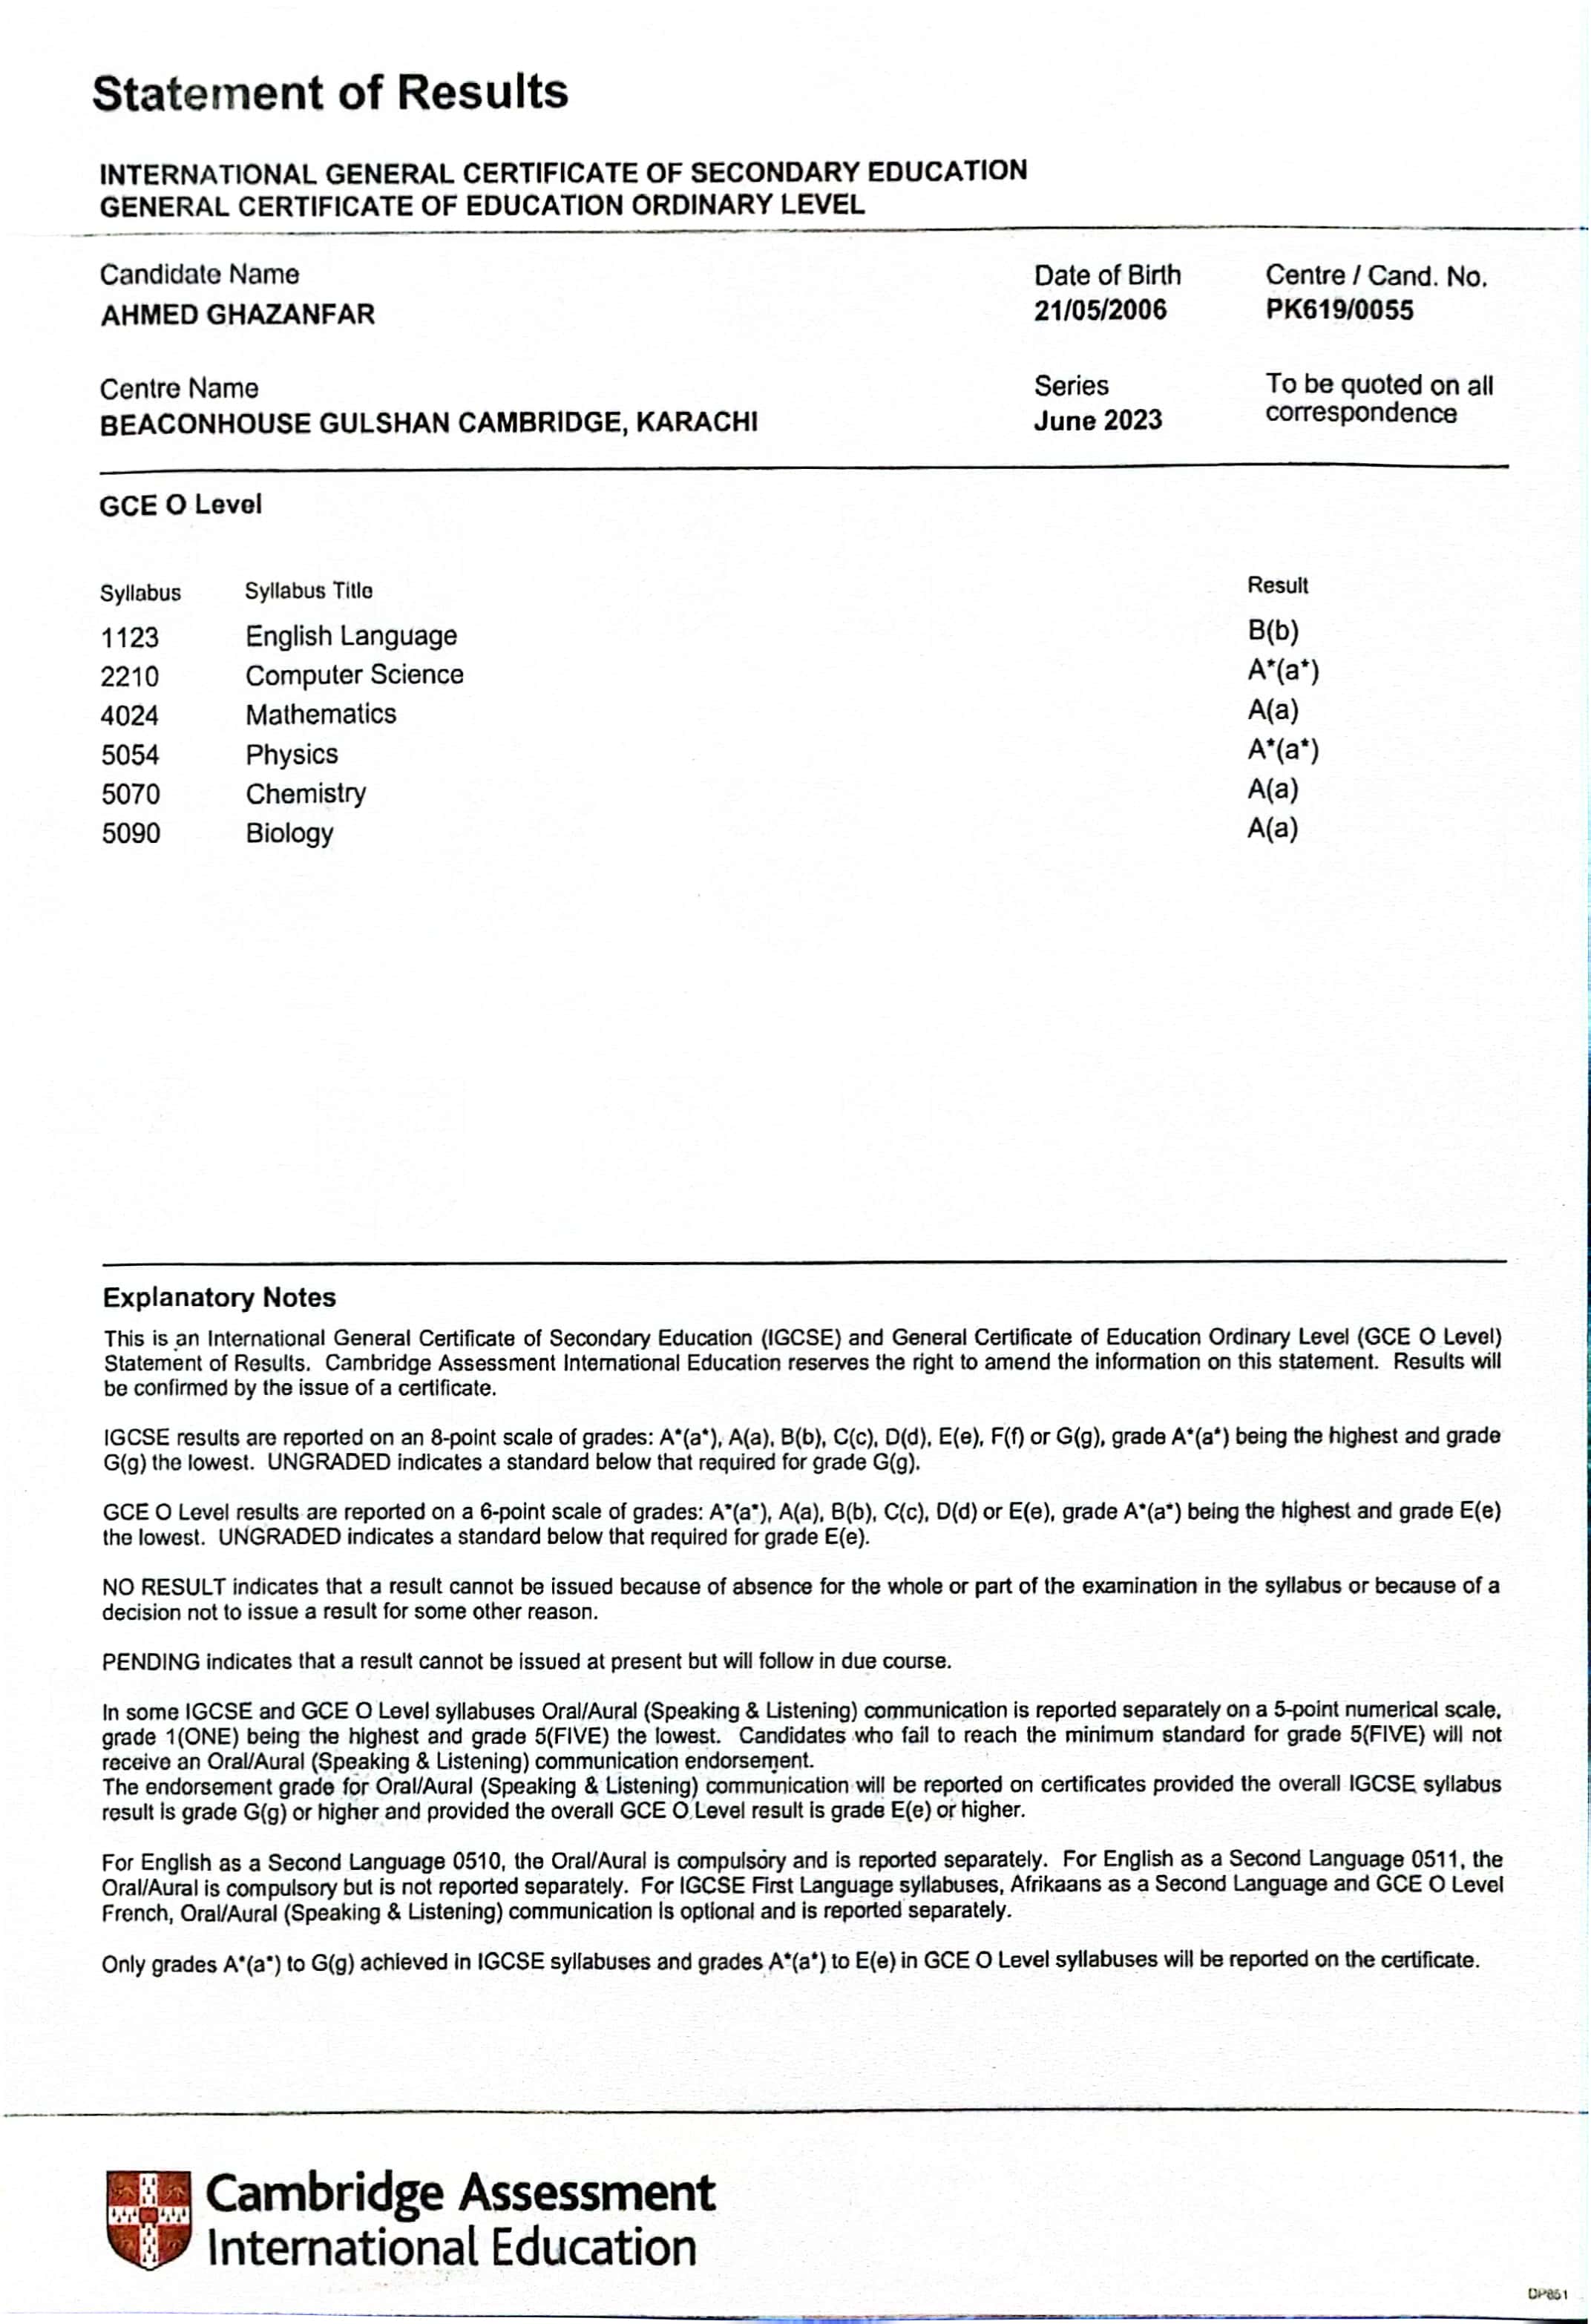 Statement of Results
INTERNATIONAL GENERAL CERTIFICATE OF SECONDARY EDUCATION
GENERAL CERTIFICATE OF EDUCATION ORDINARY LEVEL
Candidate Name
AHMED GHAZANFAR
Date of Birth
21/05/2006
Centre / Cand. No.
PK619/0055
Centre Name
BEACONHOUSE GULSHAN CAMBRIDGE, KARACHI
Series
June 2023
To be quoted on all
correspondence
GCE O Level
Syllabus Syllabus Title Result
1123 English Language B(b)
2210 Computer Science A*(a*)
4024 Mathematics A(a)
5054 Physics A*(a*)
5070 Chemistry A(a)
5090 Biology A(a)
Explanatory Notes
This is an International General Certificate of Secondary Education (IGCSE) and General Certificate of Education Ordinary Level (GCE O Level)
Statement of Results. Cambridge Assessment International Education reserves the right to amend the information on this statement. Results will
be confirmed by the issue of a certificate.
IGCSE results are reported on an 8-point scale of grades: A*(a*), A(a), B(b), C(c), D(d), E(e), F(f) or G(g), grade A*(a*) being the highest and grade
G(g) the lowest. UNGRADED indicates a standard below that required for grade G(g).
GCE O Level results are reported on a 6-point scale of grades: A*(a*), A(a), B(b), C(c), D(d) or E(e), grade A*(a*) being the highest and grade E(e)
the lowest. UNGRADED indicates a standard below that required for grade E(e).
NO RESULT indicates that a result cannot be issued because of absence for the whole or part of the examination in the syllabus or because of a
decision not to issue a result for some other reason.
PENDING indicates that a result cannot be issued at present but will follow in due course.
In some IGCSE and GCE O Level syllabuses Oral/Aural (Speaking & Listening) communication is reported separately on a 5-point numerical scale,
grade 1(ONE) being the highest and grade 5(FIVE) the lowest. Candidates who fail to reach the minimum standard for grade 5(FIVE) will not
receive an Oral/Aural (Speaking & Listening) communication endorsement.
The endorsement grade for Oral/Aural (Speaking & Listening) communication will be reported on certificates provided the overall IGCSE syllabus
result is grade G(g) or higher and provided the overall GCE O Level result is grade E(e) or higher.
For English as a Second Language 0510, the Oral/Aural is compulsory and is reported separately. For English as a Second Language 0511, the
Oral/Aural is compulsory but is not reported separately. For IGCSE First Language syllabuses, Afrikaans as a Second Language and GCE O Level
French, Oral/Aural (Speaking & Listening) communication is optional and is reported separately.
Only grades A*(a*) to G(g) achieved in IGCSE syllabuses and grades A*(a*) to E(e) in GCE O Level syllabuses will be reported on the certificate.
Cambridge Assessment
International Education
DP851